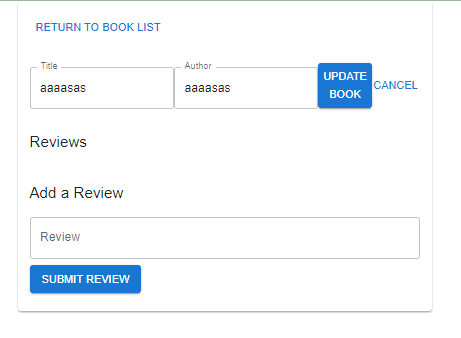 RETURN TO BOOK LIST
Title
aaaasas
Author
aaaasas
UPDATE
BOOK
CANCEL
Reviews
Add a Review
Review
SUBMIT REVIEW